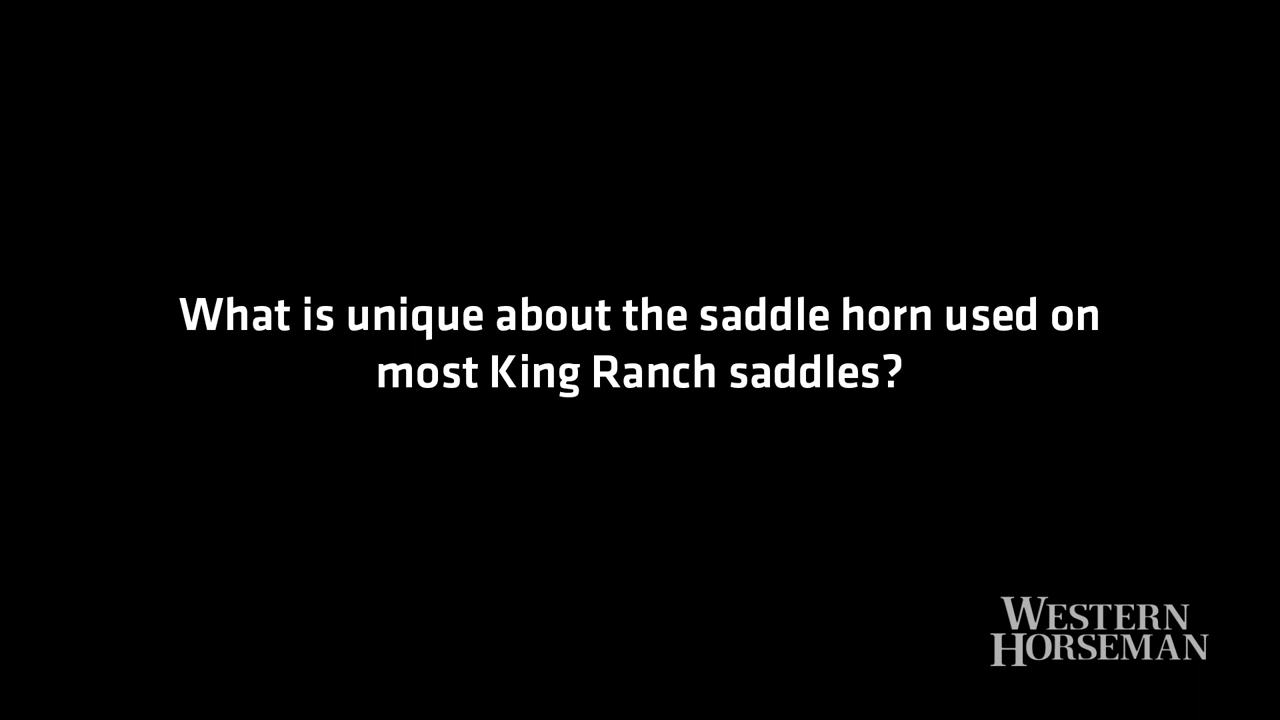 What is unique about the saddle horn used on
most King Ranch saddles?
WESTERN
HORSEMAN